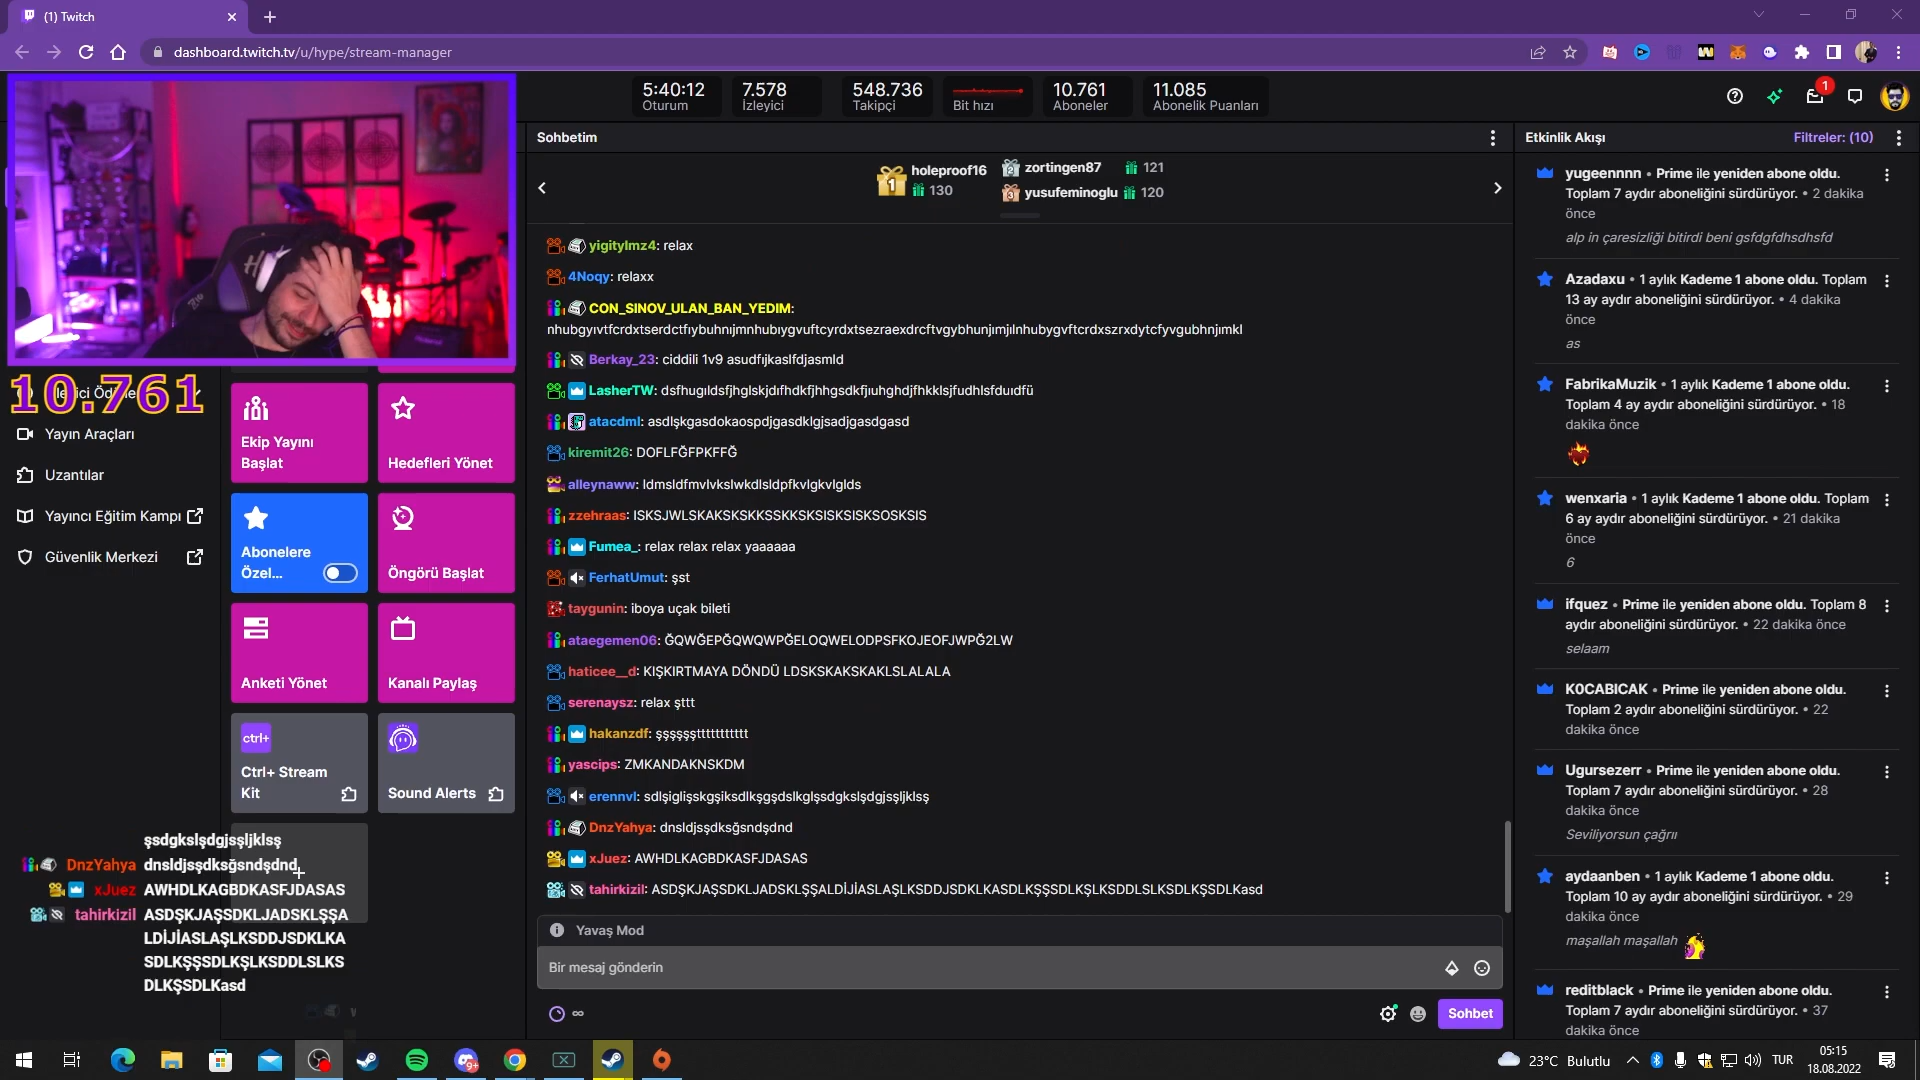 (1) Twitch
dashboard.twitch.tv/u/hype/stream-manager
5:40:12
Oturum
7.578
İzleyici
548.736
Takipçi
Bit hızı
10.761
Aboneler
11.085
Abonelik Puanları
1
10.761
Yayın Araçları
Uzantılar
Yayıncı Eğitim Kampı
Güvenlik Merkezi
Ekip Yayını
Başlat
Hedefleri Yönet
Abonelere
Özel...
Öngörü Başlat
Anketi Yönet
Kanalı Paylaş
ctrl+
Ctrl+ Stream
Kit
Sound Alerts
şsdgkslşdgjsşljklsş
DnzYahya dnsldjsşdksğsndşdnd
xJuez AWHDLKAGBDKASFJDASAS
tahirkizil ASDŞKJAŞSDKLJADSKLŞŞA
LDİJİASLAŞLKSDDJSDKLKA
SDLKŞŞSDLKŞLKSDDLSLKS
DLKŞSDLKasd
Sohbetim
1 holeproof16
130
2 zortingen87 121
3 yusufeminoglu 120
yigitylmz4: relax
4Noqy: relaxx
CON_SINOV_ULAN_BAN_YEDIM:
nhubgyıvtfcrdxtserdctfıybuhnıjmnhubıygvuftcyrdxtsezraexdrcftvgybhunjımjılnhubygvftcrdxszrxdytcfyvgubhnjımkl
Berkay_23: ciddili 1v9 asudfıjkaslfdjasmld
LasherTW: dsfhugıldsfjhglskjdıfhdkfjhhgsdkfjıuhghdjfhkklsjfudhlsfduıdfü
atacdml: asdlşkgasdokaospdjgasdklgjsadjgasdgasd
kiremit26: DOFLFĞFPKFFĞ
alleynaww: ldmsldfmvlvkslwkdlsldpfkvlgkvlglds
zzehraas: ISKSJWLSKAKSKSKKSSKKSKSISKSISKSOSKSIS
Fumea_: relax relax relax yaaaaaa
FerhatUmut: şst
taygunin: iboya uçak bileti
ataegemen06: ĞQWĞEPĞQWQWPĞELOQWELODPSFKOJEOFJWPĞ2LW
haticee__d: KIŞKIRTMAYA DÖNDÜ LDSKSKAKSKAKLSLALALA
serenaysz: relax şttt
hakanzdf: şşşşşşttttttttttt
yascips: ZMKANDAKNSKDM
erennvl: sdlşiglişskgşiksdlkşgşdslkglşsdgkslşdgjsşljklsş
DnzYahya: dnsldjsşdksğsndşdnd
xJuez: AWHDLKAGBDKASFJDASAS
tahirkizil: ASDŞKJAŞSDKLJADSKLŞŞALDİJİASLAŞLKSDDJSDKLKASDLKŞŞSDLKŞLKSDDLSLKSDLKŞSDLKasd
Yavaş Mod
Bir mesaj gönderin
Sohbet
Etkinlik Akışı
Filtreler: (10)
yugeennnn • Prime ile yeniden abone oldu.
Toplam 7 aydır aboneliğini sürdürüyor. • 2 dakika
önce
alp in çaresizliği bitirdi beni gsfdgfdhsdhsfd
Azadaxu • 1 aylık Kademe 1 abone oldu. Toplam
13 ay aydır aboneliğini sürdürüyor. • 4 dakika
önce
as
FabrikaMuzik • 1 aylık Kademe 1 abone oldu.
Toplam 4 ay aydır aboneliğini sürdürüyor. • 18
dakika önce
wenxaria • 1 aylık Kademe 1 abone oldu. Toplam
6 ay aydır aboneliğini sürdürüyor. • 21 dakika
önce
6
ifquez • Prime ile yeniden abone oldu. Toplam 8
aydır aboneliğini sürdürüyor. • 22 dakika önce
selaam
K0CABICAK • Prime ile yeniden abone oldu.
Toplam 2 aydır aboneliğini sürdürüyor. • 22
dakika önce
Ugursezerr • Prime ile yeniden abone oldu.
Toplam 7 aydır aboneliğini sürdürüyor. • 28
dakika önce
Seviliyorsun çağrıı
aydaanben • 1 aylık Kademe 1 abone oldu.
Toplam 10 ay aydır aboneliğini sürdürüyor. • 29
dakika önce
maşallah maşallah
reditblack • Prime ile yeniden abone oldu.
Toplam 7 aydır aboneliğini sürdürüyor. • 37
dakika önce
23°C Bulutlu
TUR
05:15
18.08.2022